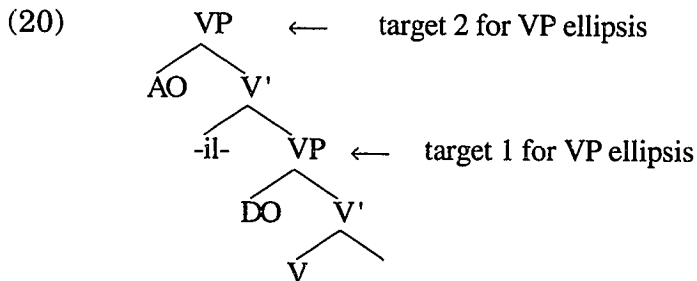 (20) VP ← target 2 for VP ellipsis
AO V'
-il- VP ← target 1 for VP ellipsis
DO V'
V